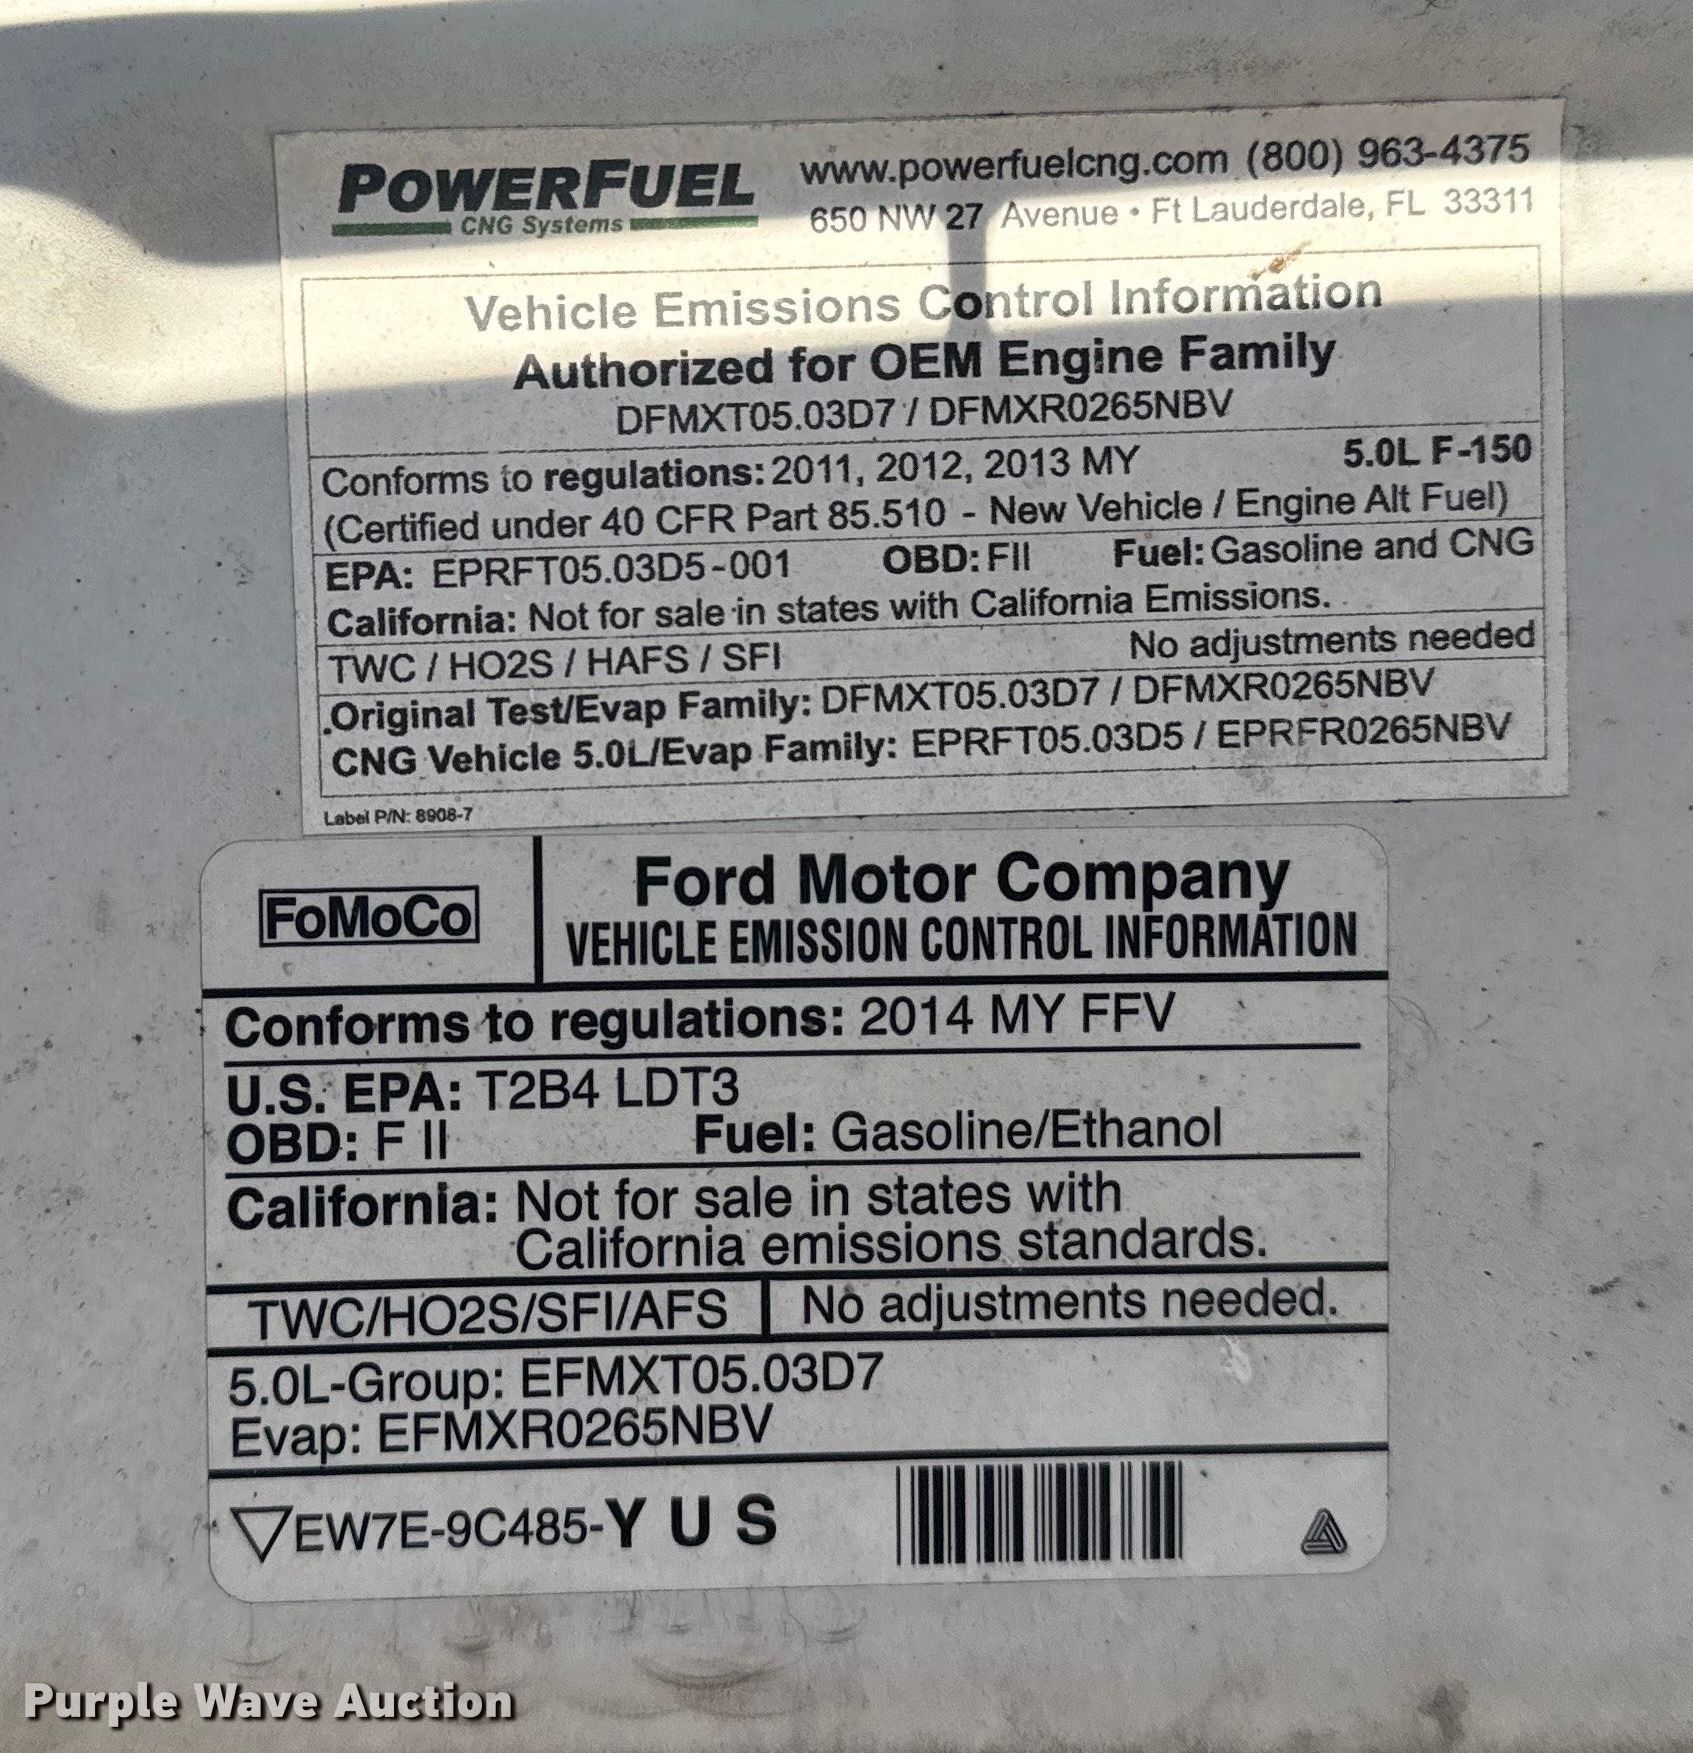 POWERFUEL
CNG Systems
www.powerfuelcng.com (800) 963-4375
650 NW 27 Avenue • Ft Lauderdale, FL 33311
Vehicle Emissions Control Information
Authorized for OEM Engine Family
DFMXT05.03D7 / DFMXR0265NBV
Conforms to regulations: 2011, 2012, 2013 MY 5.0L F-150
(Certified under 40 CFR Part 85.510 - New Vehicle / Engine Alt Fuel)
EPA: EPRFT05.03D5-001 OBD: FII Fuel: Gasoline and CNG
California: Not for sale in states with California Emissions.
TWC / HO2S / HAFS / SFI No adjustments needed
Original Test/Evap Family: DFMXT05.03D7 / DFMXR0265NBV
CNG Vehicle 5.0L/Evap Family: EPRFT05.03D5 / EPRFR0265NBV
Label P/N: 8908-7
FoMoCo
Ford Motor Company
VEHICLE EMISSION CONTROL INFORMATION
Conforms to regulations: 2014 MY FFV
U.S. EPA: T2B4 LDT3
OBD: F II Fuel: Gasoline/Ethanol
California: Not for sale in states with
California emissions standards.
TWC/HO2S/SFI/AFS No adjustments needed.
5.0L-Group: EFMXT05.03D7
Evap: EFMXR0265NBV
EW7E-9C485-Y U S
Purple Wave Auction